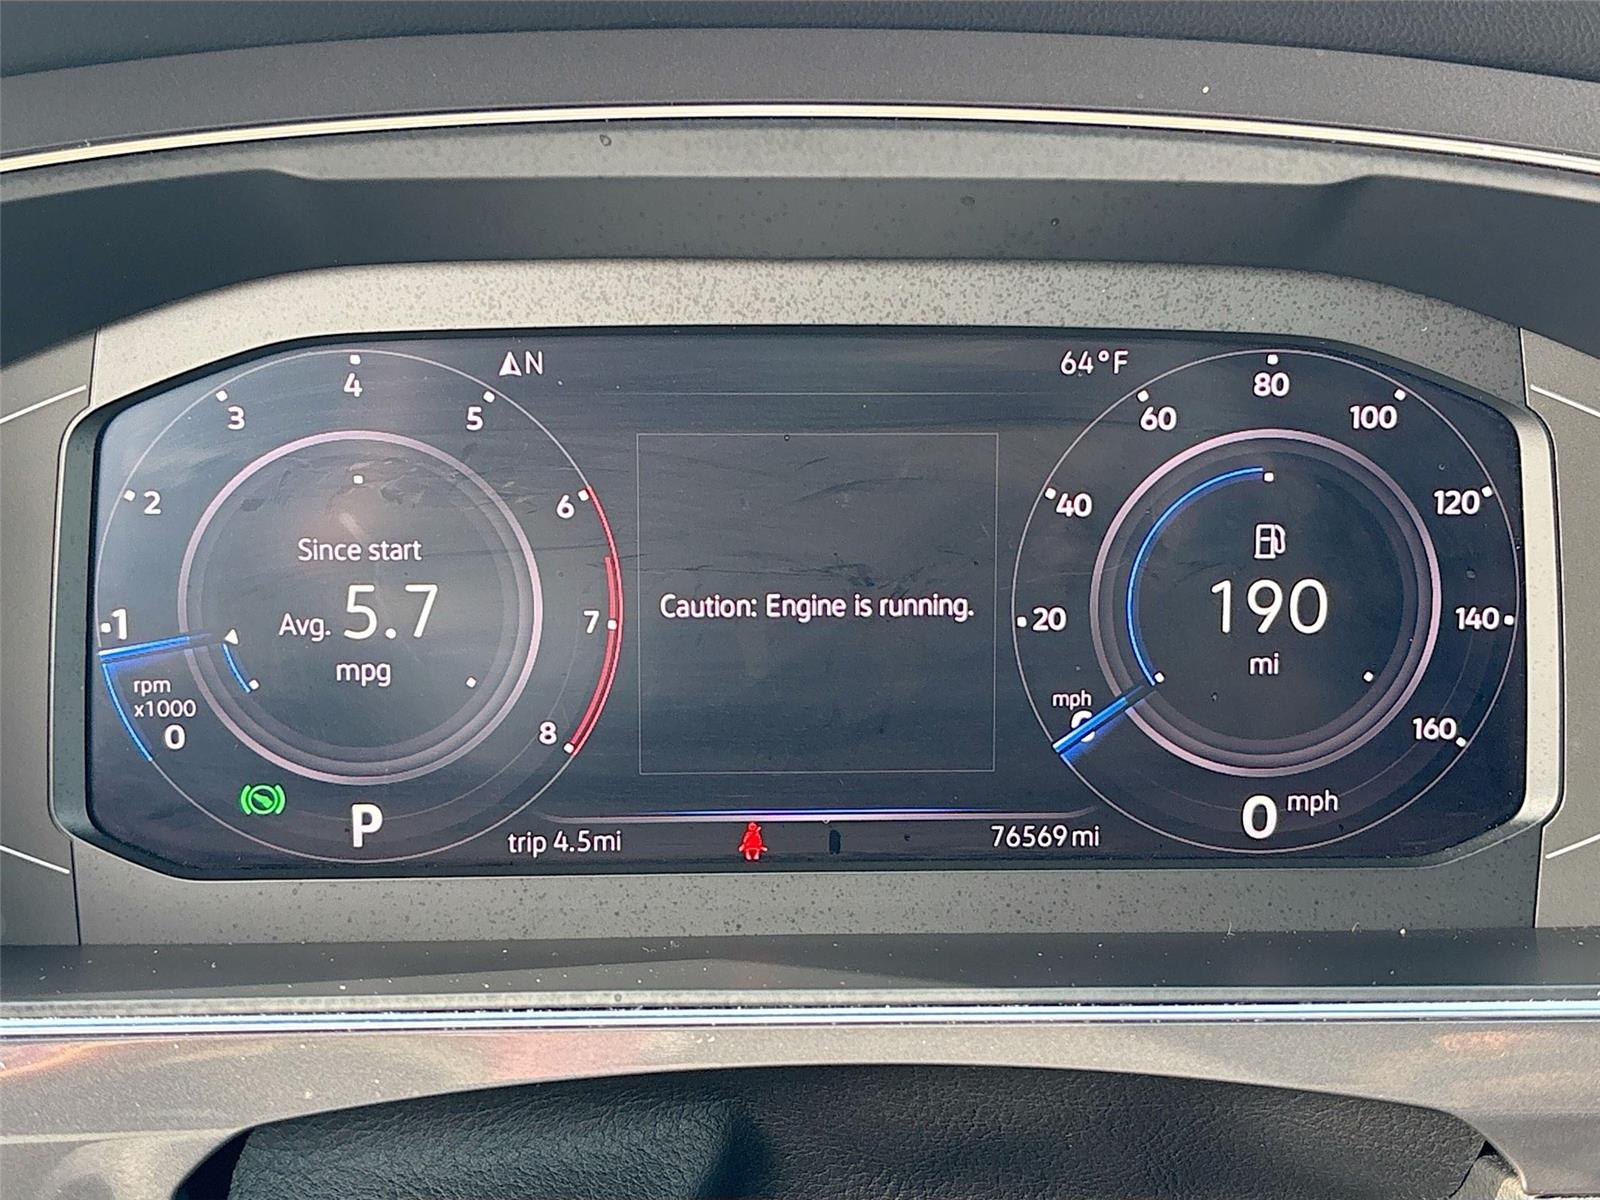 N
64°F
0
1
2
3
4
5
6
7
8
rpm
x1000
Since start
Avg. 5.7
mpg
Caution: Engine is running.
20
40
60
80
100
120
140
160
mph
190
mi
P
trip 4.5mi
76569mi
0 mph